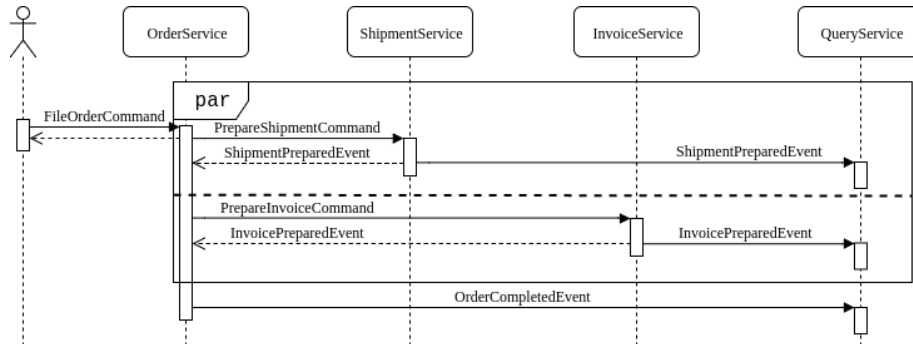 OrderService
ShipmentService
InvoiceService
QueryService
par
FileOrderCommand
PrepareShipmentCommand
ShipmentPreparedEvent
ShipmentPreparedEvent
PrepareInvoiceCommand
InvoicePreparedEvent
InvoicePreparedEvent
OrderCompletedEvent